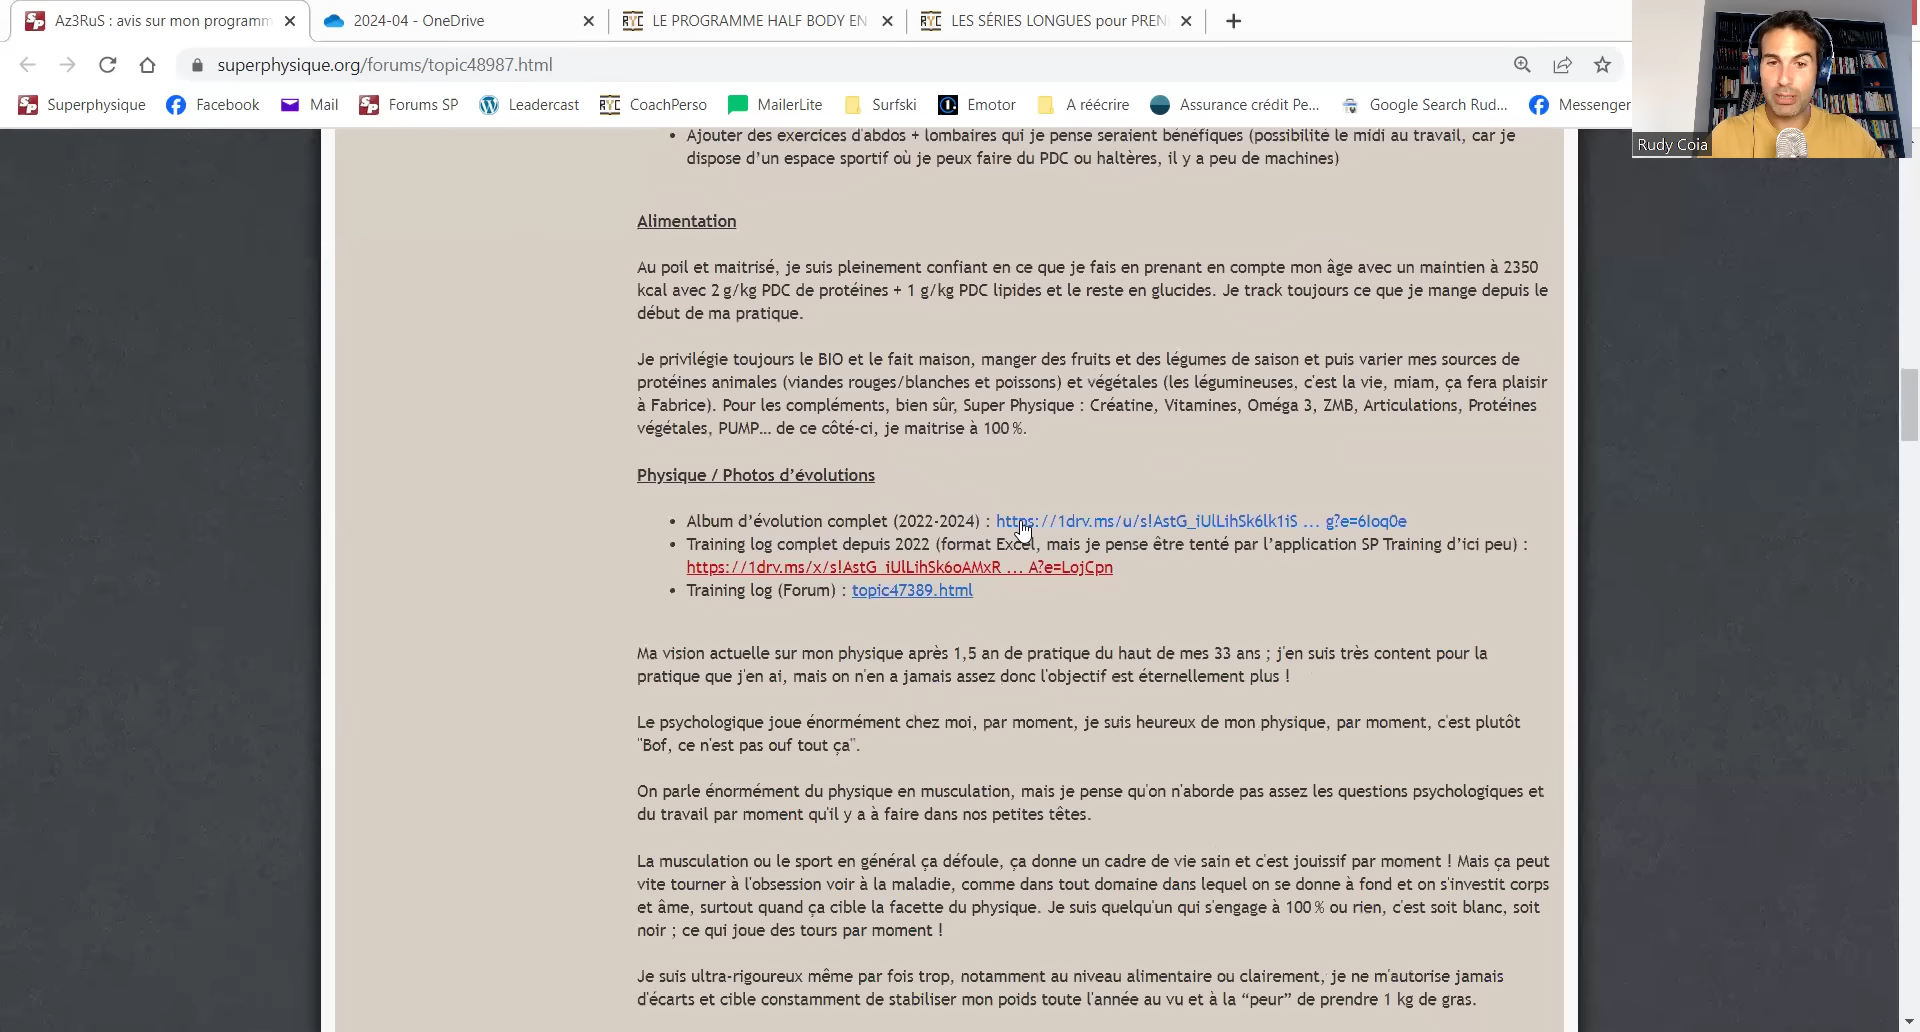 Az3RuS : avis sur mon programm
2024-04 - OneDrive
RYC LE PROGRAMME HALF BODY EN
RYC LES SÉRIES LONGUES pour PREN
superphysique.org/forums/topic48987.html
Superphysique
Facebook
Mail
Forums SP
Leadercast
RYC CoachPerso
MailerLite
Surfski
Emotor
A réécrire
Assurance crédit Pe...
Google Search Rud...
Messenger
Rudy Coia
• Ajouter des exercices d'abdos + lombaires qui je pense seraient bénéfiques (possibilité le midi au travail, car je
dispose d’un espace sportif où je peux faire du PDC ou haltères, il y a peu de machines)
Alimentation
Au poil et maitrisé, je suis pleinement confiant en ce que je fais en prenant en compte mon âge avec un maintien à 2350
kcal avec 2 g/kg PDC de protéines + 1 g/kg PDC lipides et le reste en glucides. Je track toujours ce que je mange depuis le
début de ma pratique.
Je privilégie toujours le BIO et le fait maison, manger des fruits et des légumes de saison et puis varier mes sources de
protéines animales (viandes rouges/blanches et poissons) et végétales (les légumineuses, c'est la vie, miam, ça fera plaisir
à Fabrice). Pour les compléments, bien sûr, Super Physique : Créatine, Vitamines, Oméga 3, ZMB, Articulations, Protéines
végétales, PUMP... de ce côté-ci, je maitrise à 100 %.
Physique / Photos d’évolutions
• Album d’évolution complet (2022-2024) : https://1drv.ms/u/s!AstG_iUlLihSk6lk1iS ... g?e=6Ioq0e
• Training log complet depuis 2022 (format Excel, mais je pense être tenté par l’application SP Training d’ici peu) :
https://1drv.ms/x/s!AstG_iUlLihSk6oAMxR ... A?e=LojCpn
• Training log (Forum) : topic47389.html
Ma vision actuelle sur mon physique après 1,5 an de pratique du haut de mes 33 ans ; j'en suis très content pour la
pratique que j'en ai, mais on n'en a jamais assez donc l'objectif est éternellement plus !
Le psychologique joue énormément chez moi, par moment, je suis heureux de mon physique, par moment, c'est plutôt
"Bof, ce n'est pas ouf tout ça".
On parle énormément du physique en musculation, mais je pense qu'on n'aborde pas assez les questions psychologiques et
du travail par moment qu'il y a à faire dans nos petites têtes.
La musculation ou le sport en général ça défoule, ça donne un cadre de vie sain et c'est jouissif par moment ! Mais ça peut
vite tourner à l'obsession voir à la maladie, comme dans tout domaine dans lequel on se donne à fond et on s'investit corps
et âme, surtout quand ça cible la facette du physique. Je suis quelqu'un qui s'engage à 100 % ou rien, c'est soit blanc, soit
noir ; ce qui joue des tours par moment !
Je suis ultra-rigoureux même par fois trop, notamment au niveau alimentaire ou clairement, je ne m'autorise jamais
d'écarts et cible constamment de stabiliser mon poids toute l'année au vu et à la “peur” de prendre 1 kg de gras.